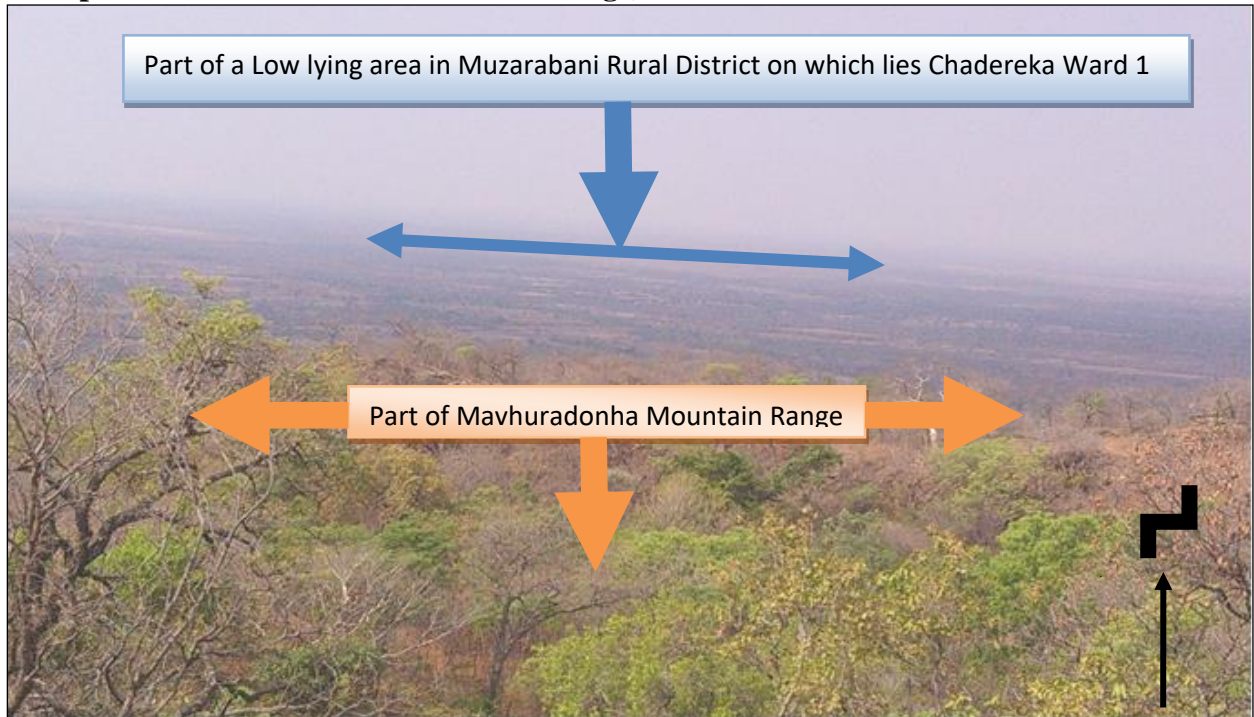 Part of a Low lying area in Muzarabani Rural District on which lies Chadereka Ward 1
Part of Mavhuradonha Mountain Range